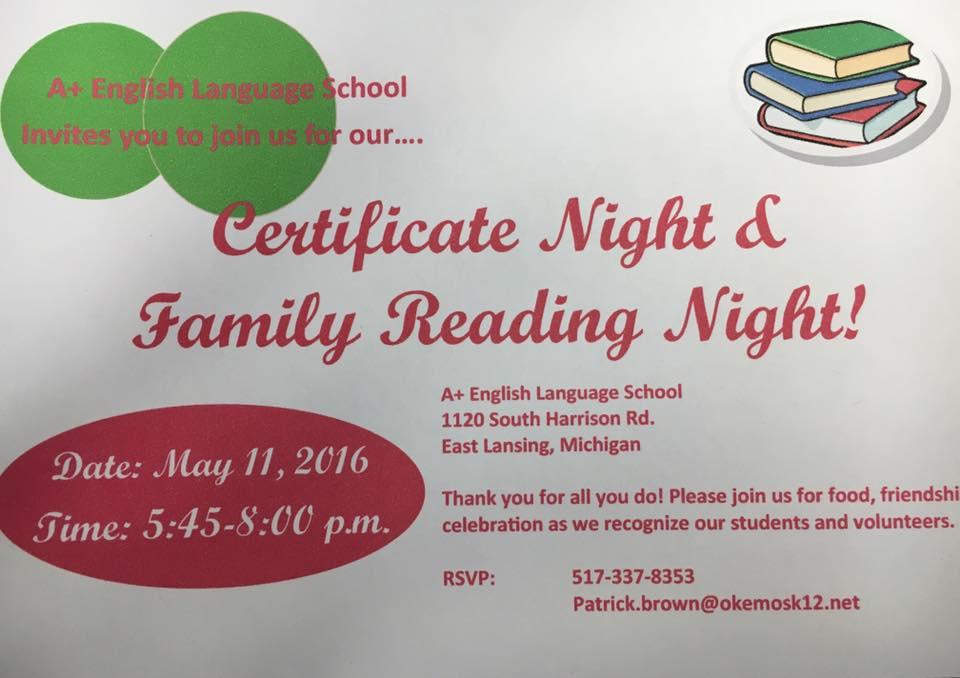 A+ English Language School
Invites you to join us for our....
Certificate Night &
Family Reading Night!
A+ English Language School
1120 South Harrison Rd.
East Lansing, Michigan
Date: May 11, 2016
Time: 5:45-8:00 p.m.
Thank you for all you do! Please join us for food, friendshi
celebration as we recognize our students and volunteers.
RSVP: 517-337-8353
Patrick.brown@okemosk12.net